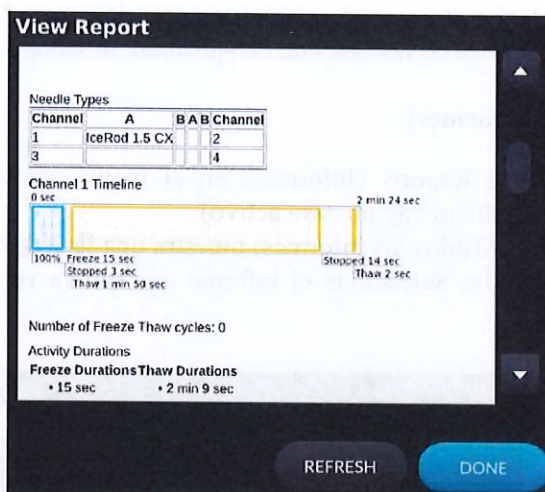 View Report
Needle Types
Channel A B A B Channel
1 IceRod 1.5 CX 2
3 4
Channel 1 Timeline
0 sec 2 min 24 sec
100% Freeze 15 sec Stopped 14 sec
Stopped 3 sec Thaw 2 sec
Thaw 1 min 50 sec
Number of Freeze Thaw cycles: 0
Activity Durations
Freeze Durations Thaw Durations
• 15 sec • 2 min 9 sec
REFRESH DONE